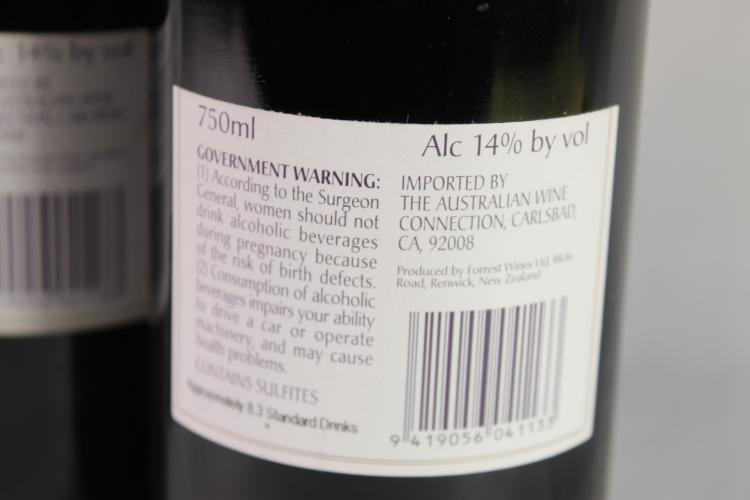 750ml
Alc 14% by vol
GOVERNMENT WARNING:
(1) According to the Surgeon
General, women should not
drink alcoholic beverages
during pregnancy because
of the risk of birth defects.
(2) Consumption of alcoholic
beverages impairs your ability
to drive a car or operate
machinery, and may cause
health problems.
CONTAINS SULFITES
Approximately 8.3 Standard Drinks
IMPORTED BY
THE AUSTRALIAN WINE
CONNECTION, CARLSBAD,
CA, 92008
Produced by Forrest Wines Ltd, Blicks
Road, Renwick, New Zealand
9 419056 041133
14% by vol